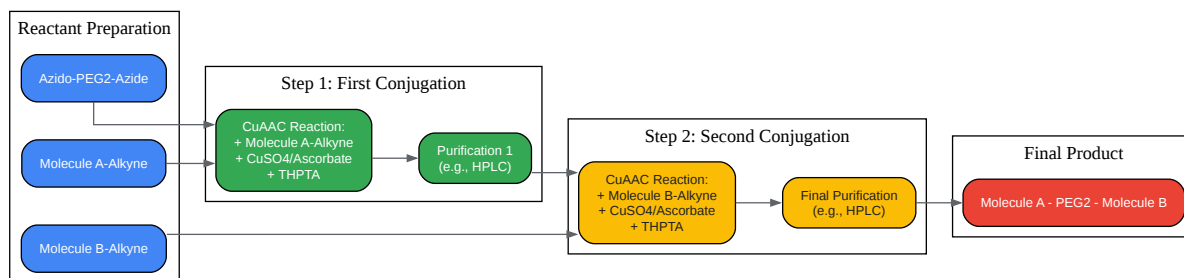 Reactant Preparation
Azido-PEG2-Azide
Molecule A-Alkyne
Molecule B-Alkyne
Step 1: First Conjugation
CuAAC Reaction:
+ Molecule A-Alkyne
+ CuSO4/Ascorbate
+ THPTA
Purification 1
(e.g., HPLC)
Step 2: Second Conjugation
CuAAC Reaction:
+ Molecule B-Alkyne
+ CuSO4/Ascorbate
+ THPTA
Final Purification
(e.g., HPLC)
Final Product
Molecule A - PEG2 - Molecule B